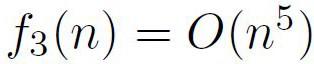 f₃(n) = O(n⁵)